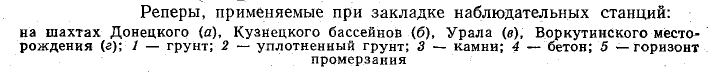 Реперы, применяемые при закладке наблюдательных станций:
на шахтах Донецкого (а), Кузнецкого бассейнов (б), Урала (в), Воркутинского место-
рождения (г); 1 — грунт; 2 — уплотненный грунт; 3 — камни; 4 — бетон; 5 — горизонт
промерзания